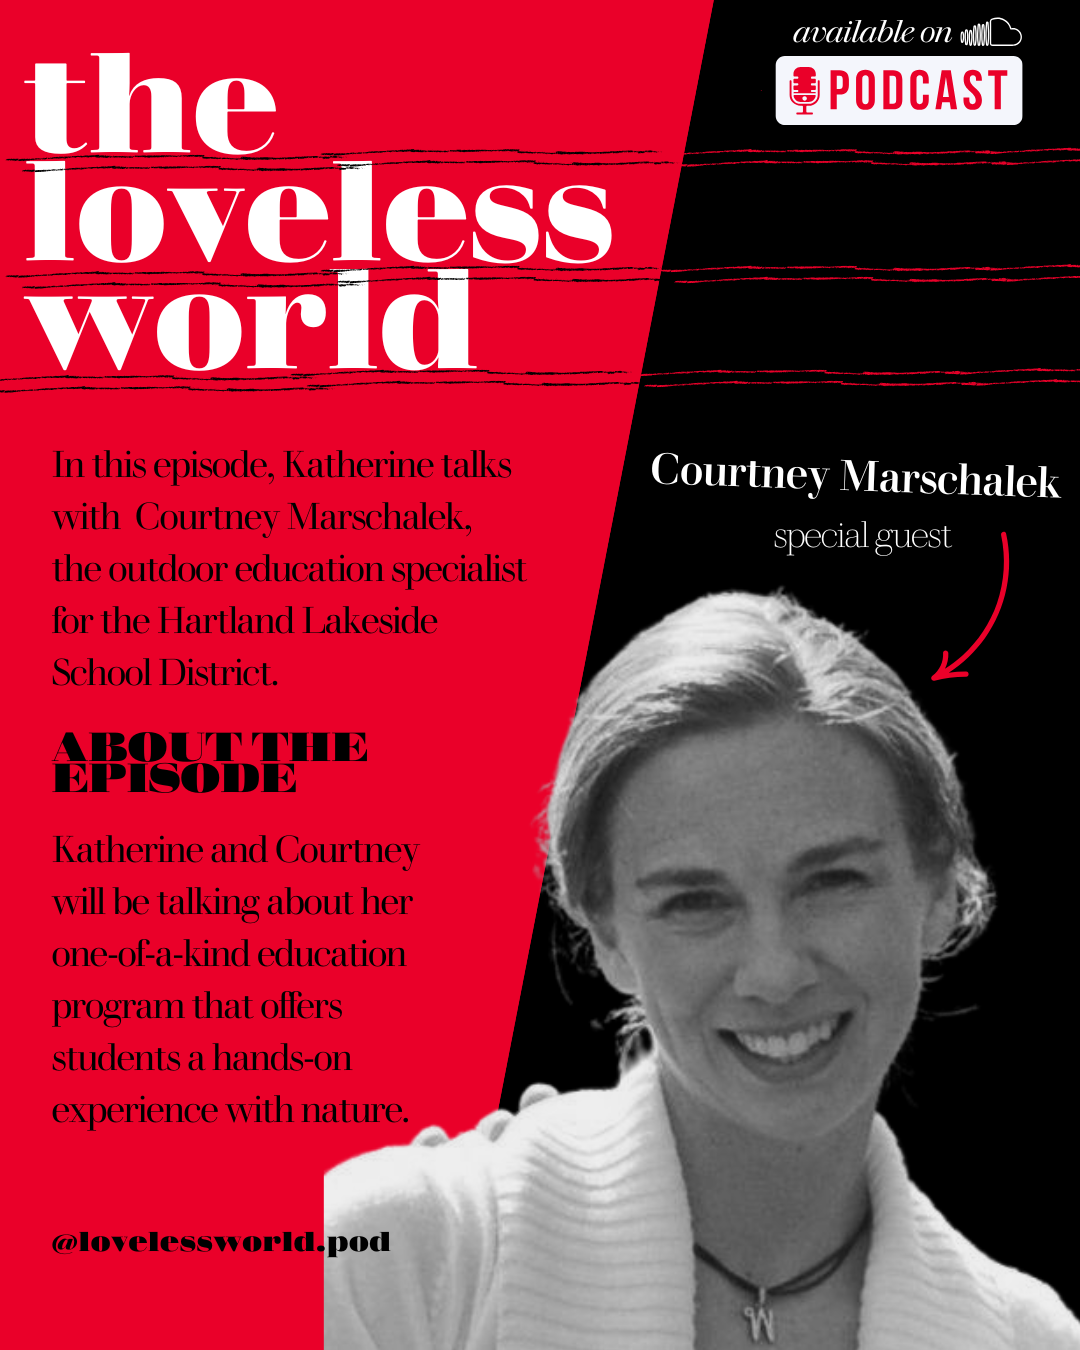 the
loveless
world
available on
PODCAST
In this episode, Katherine talks
with Courtney Marschalek,
the outdoor education specialist
for the Hartland Lakeside
School District.
ABOUT THE
EPISODE
Katherine and Courtney
will be talking about her
one-of-a-kind education
program that offers
students a hands-on
experience with nature.
@lovelessworld.pod
Courtney Marschalek
special guest
W